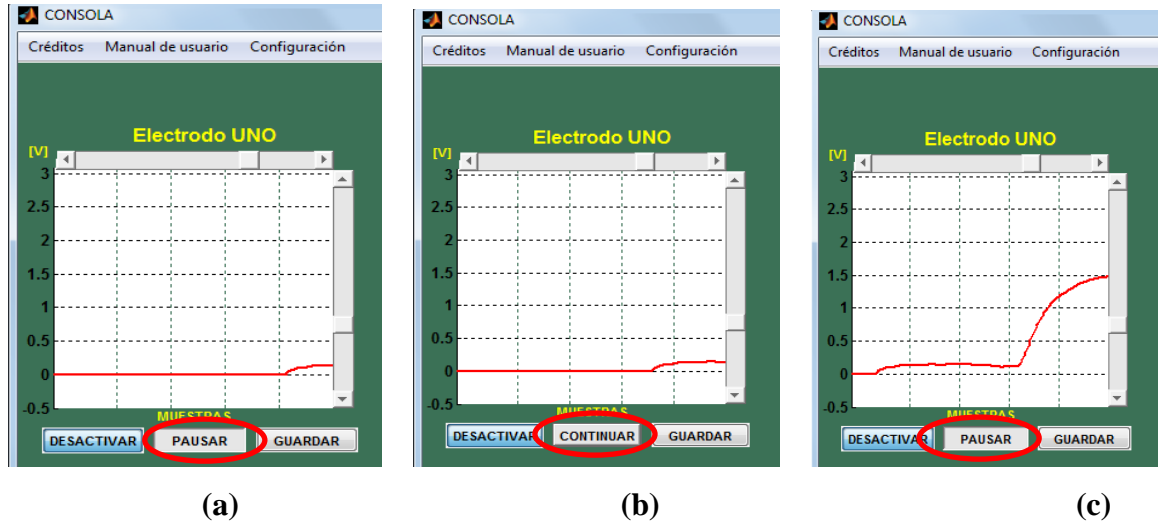 CONSOLA
Créditos Manual de usuario Configuración
Electrodo UNO
[V]
3
2.5
2
1.5
1
0.5
0
-0.5
MUESTRAS
DESACTIVAR PAUSAR GUARDAR
(a)
CONSOLA
Créditos Manual de usuario Configuración
Electrodo UNO
[V]
3
2.5
2
1.5
1
0.5
0
-0.5
MUESTRAS
DESACTIVAR CONTINUAR GUARDAR
(b)
CONSOLA
Créditos Manual de usuario Configuración
Electrodo UNO
[V]
3
2.5
2
1.5
1
0.5
0
-0.5
MUESTRAS
DESACTIVAR PAUSAR GUARDAR
(c)